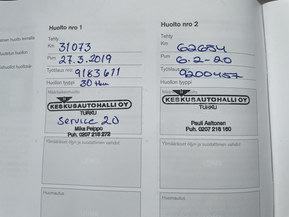 Huolto nro 1
Tehty
Km 31073
Pvm 27.3.2019
Työtilaus nro 9183611
Huollon tyyppi 30 tkm
KESKUSAUTOHALLI OY
TURKU
Service 2.0
Mika Peippo
Puh. 0207 218 272
Huomautus
Huolto nro 2
Tehty
Km 62634
Pvm 6.2-20
Työtilaus nro 9200457
Huollon tyyppi
KESKUSAUTOHALLI OY
TURKU
Pauli Aaltonen
Puh. 0207 218 160
Huomautus